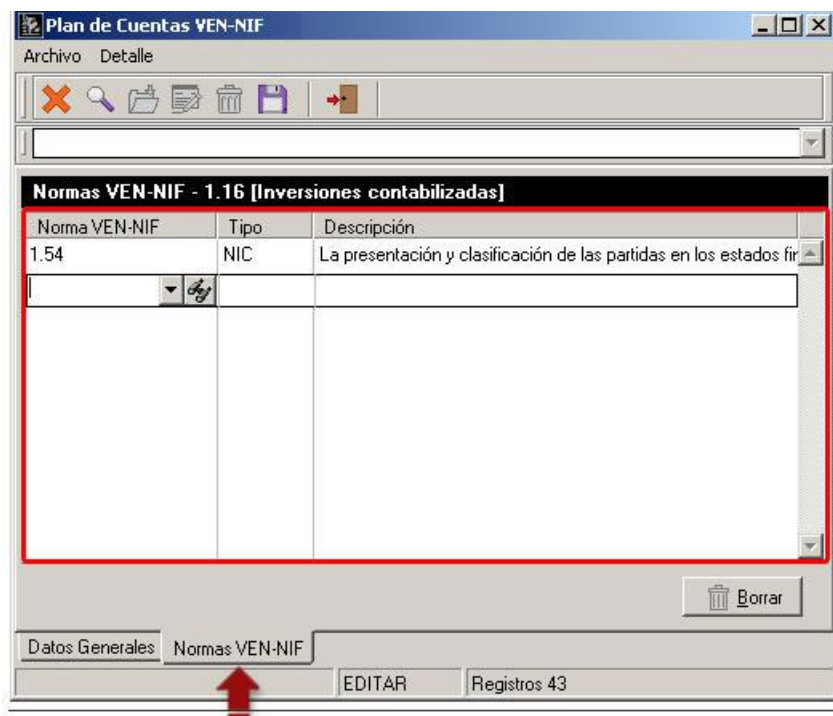 Plan de Cuentas VEN-NIF
Archivo Detalle
Normas VEN-NIF - 1.16 [Inversiones contabilizadas]
Norma VEN-NIF Tipo Descripción
1.54 NIC La presentación y clasificación de las partidas en los estados fin
Borrar
Datos Generales Normas VEN-NIF
EDITAR Registros 43